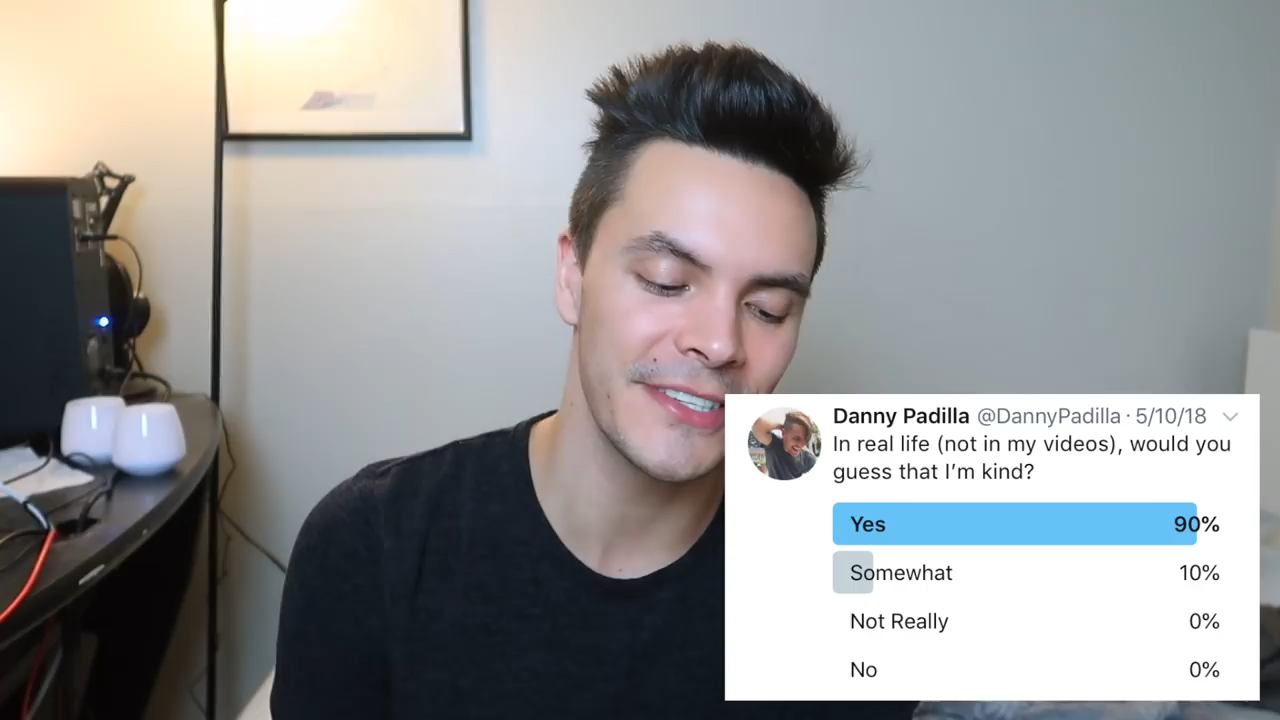 Danny Padilla @DannyPadilla · 5/10/18
In real life (not in my videos), would you
guess that I’m kind?
Yes 90%
Somewhat 10%
Not Really 0%
No 0%